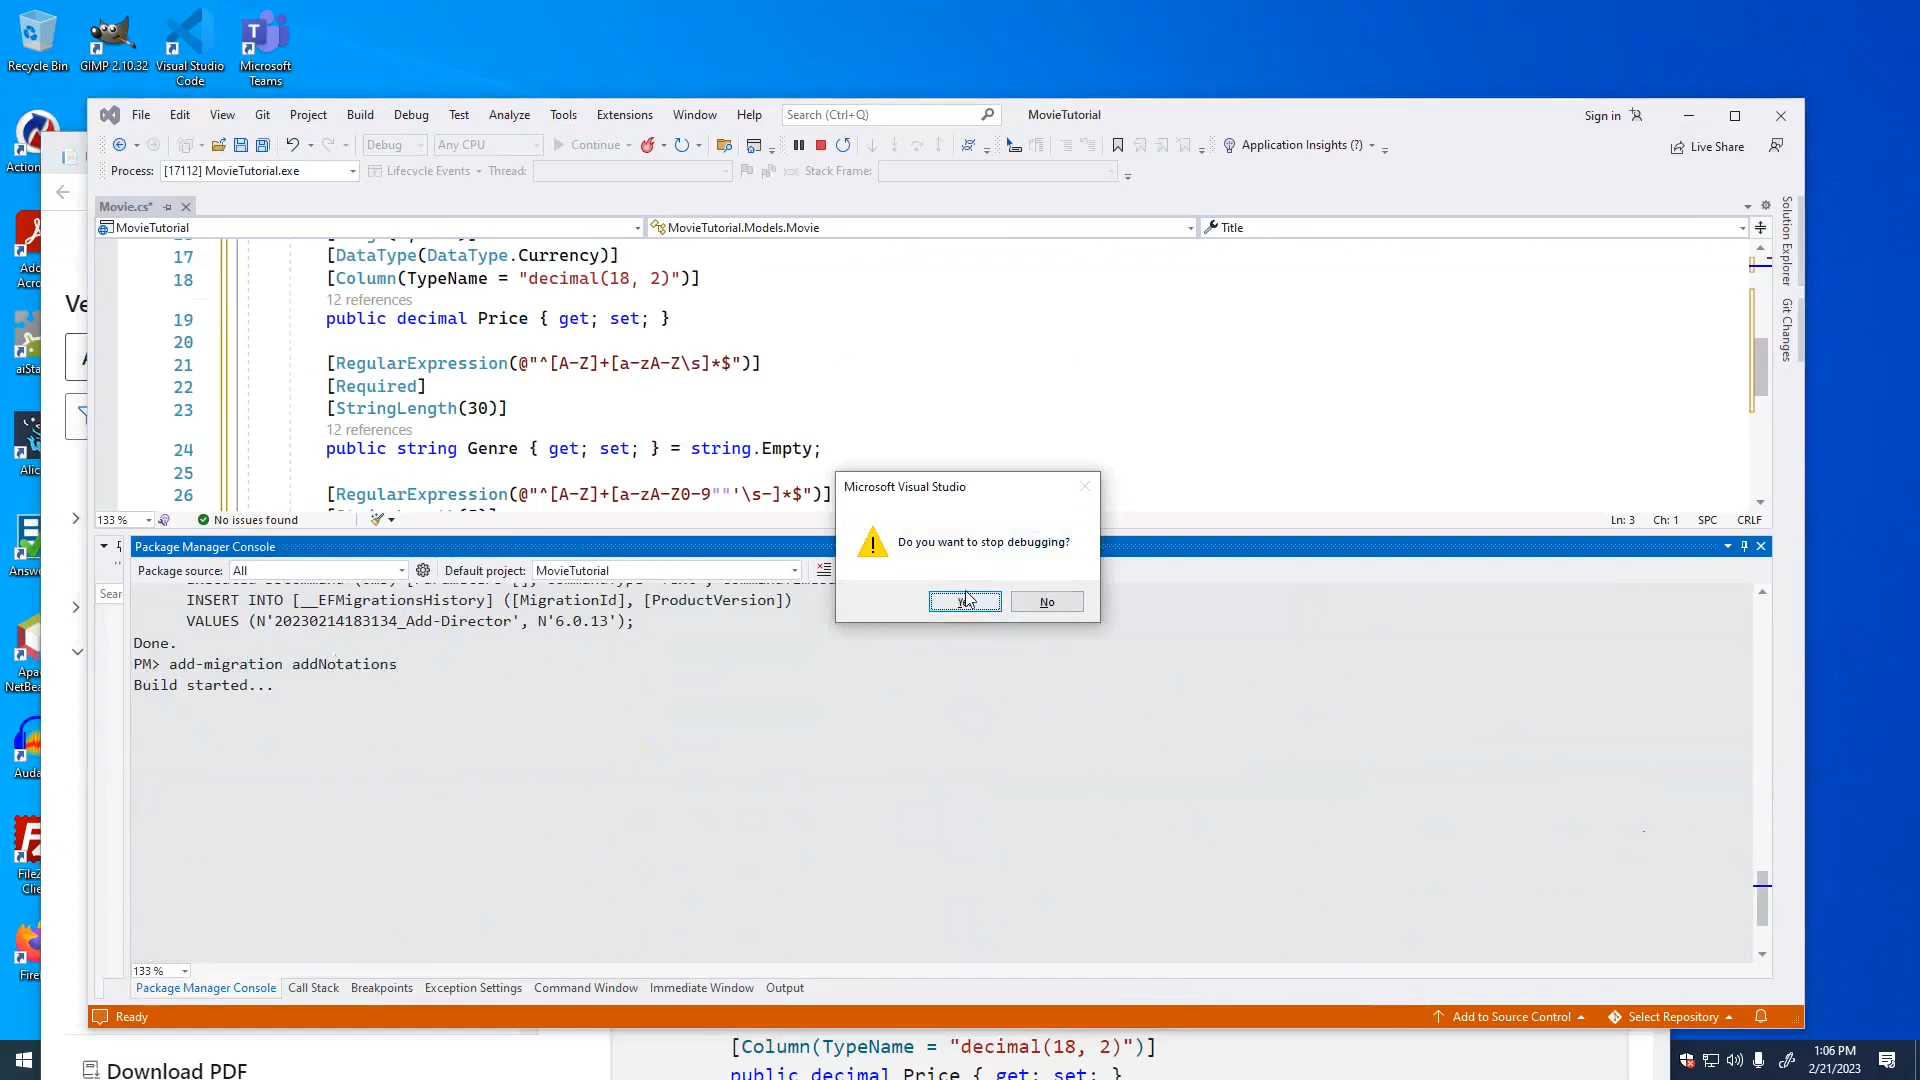 Recycle Bin
GIMP 2.10.32
Visual Studio
Code
Microsoft
Teams
File Edit View Git Project Build Debug Test Analyze Tools Extensions Window Help Search (Ctrl+Q) MovieTutorial Sign in
Debug Any CPU Continue Application Insights (?) Live Share
Process: [17112] MovieTutorial.exe Lifecycle Events Thread: Stack Frame:
Movie.cs*
MovieTutorial MovieTutorial.Models.Movie Title
17 [DataType(DataType.Currency)]
18 [Column(TypeName = "decimal(18, 2)")]
12 references
19 public decimal Price { get; set; }
20
21 [RegularExpression(@"^[A-Z]+[a-zA-Z\s]*$")]
22 [Required]
23 [StringLength(30)]
12 references
24 public string Genre { get; set; } = string.Empty;
25
26 [RegularExpression(@"^[A-Z]+[a-zA-Z0-9""'\s-]*$")]
133 % No issues found Ln: 3 Ch: 1 SPC CRLF
Solution Explorer
Git Changes
Microsoft Visual Studio
Do you want to stop debugging?
No
Package Manager Console
Package source: All Default project: MovieTutorial
INSERT INTO [__EFMigrationsHistory] ([MigrationId], [ProductVersion])
VALUES (N'20230214183134_Add-Director', N'6.0.13');
Done.
PM> add-migration addNotations
Build started...
133 %
Package Manager Console Call Stack Breakpoints Exception Settings Command Window Immediate Window Output
Ready Add to Source Control Select Repository
Download PDF
[Column(TypeName = "decimal(18, 2)")]
public decimal Price { get; set; }
1:06 PM
2/21/2023